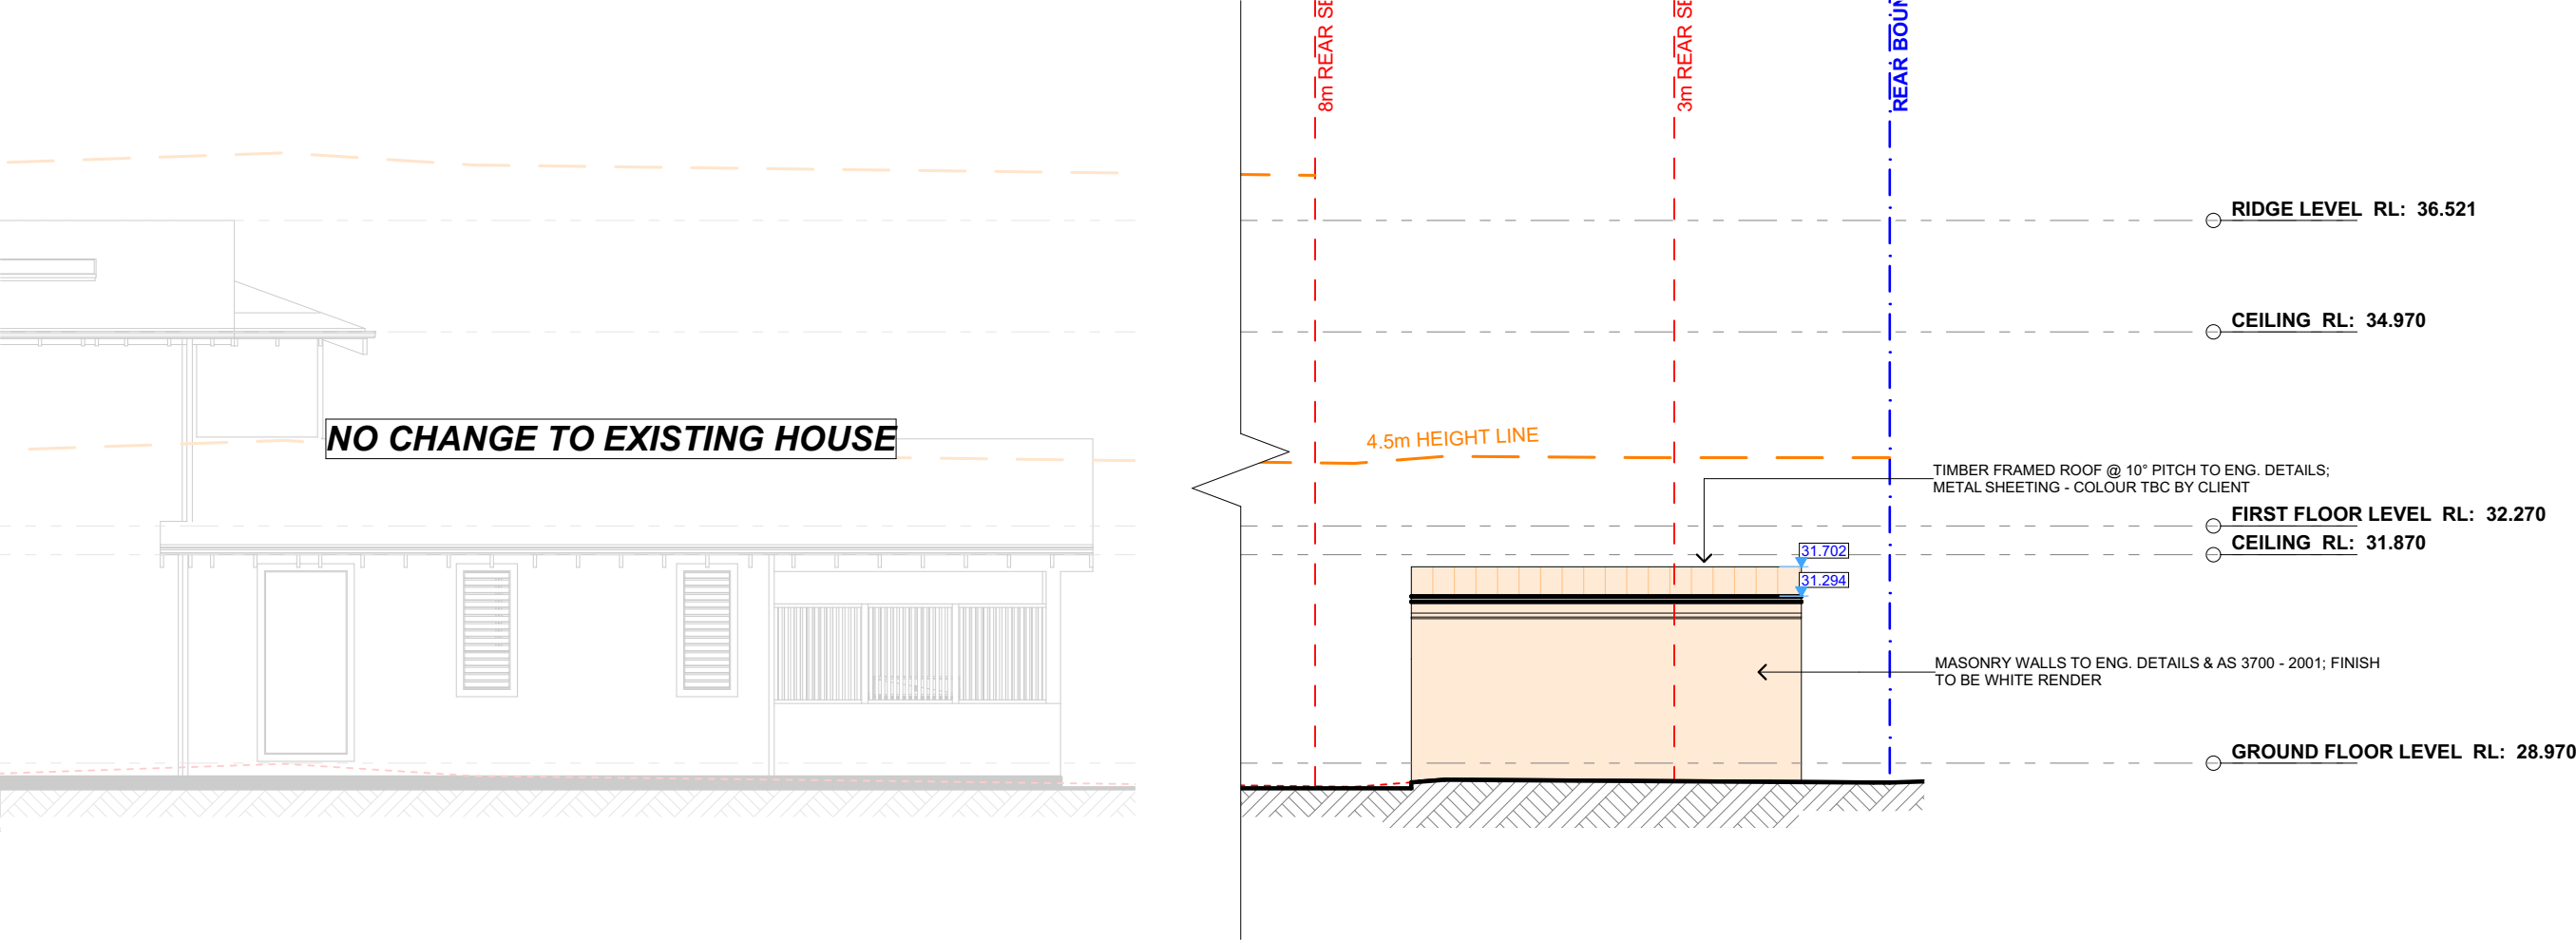 8m REAR
3m REAR
REAR
RIDGE LEVEL RL: 36.521
CEILING RL: 34.970
NO CHANGE TO EXISTING HOUSE
4.5m HEIGHT LINE
TIMBER FRAMED ROOF @ 10° PITCH TO ENG. DETAILS;
METAL SHEETING - COLOUR TBC BY CLIENT
FIRST FLOOR LEVEL RL: 32.270
CEILING RL: 31.870
31.702
31.294
MASONRY WALLS TO ENG. DETAILS & AS 3700 - 2001; FINISH
TO BE WHITE RENDER
GROUND FLOOR LEVEL RL: 28.970